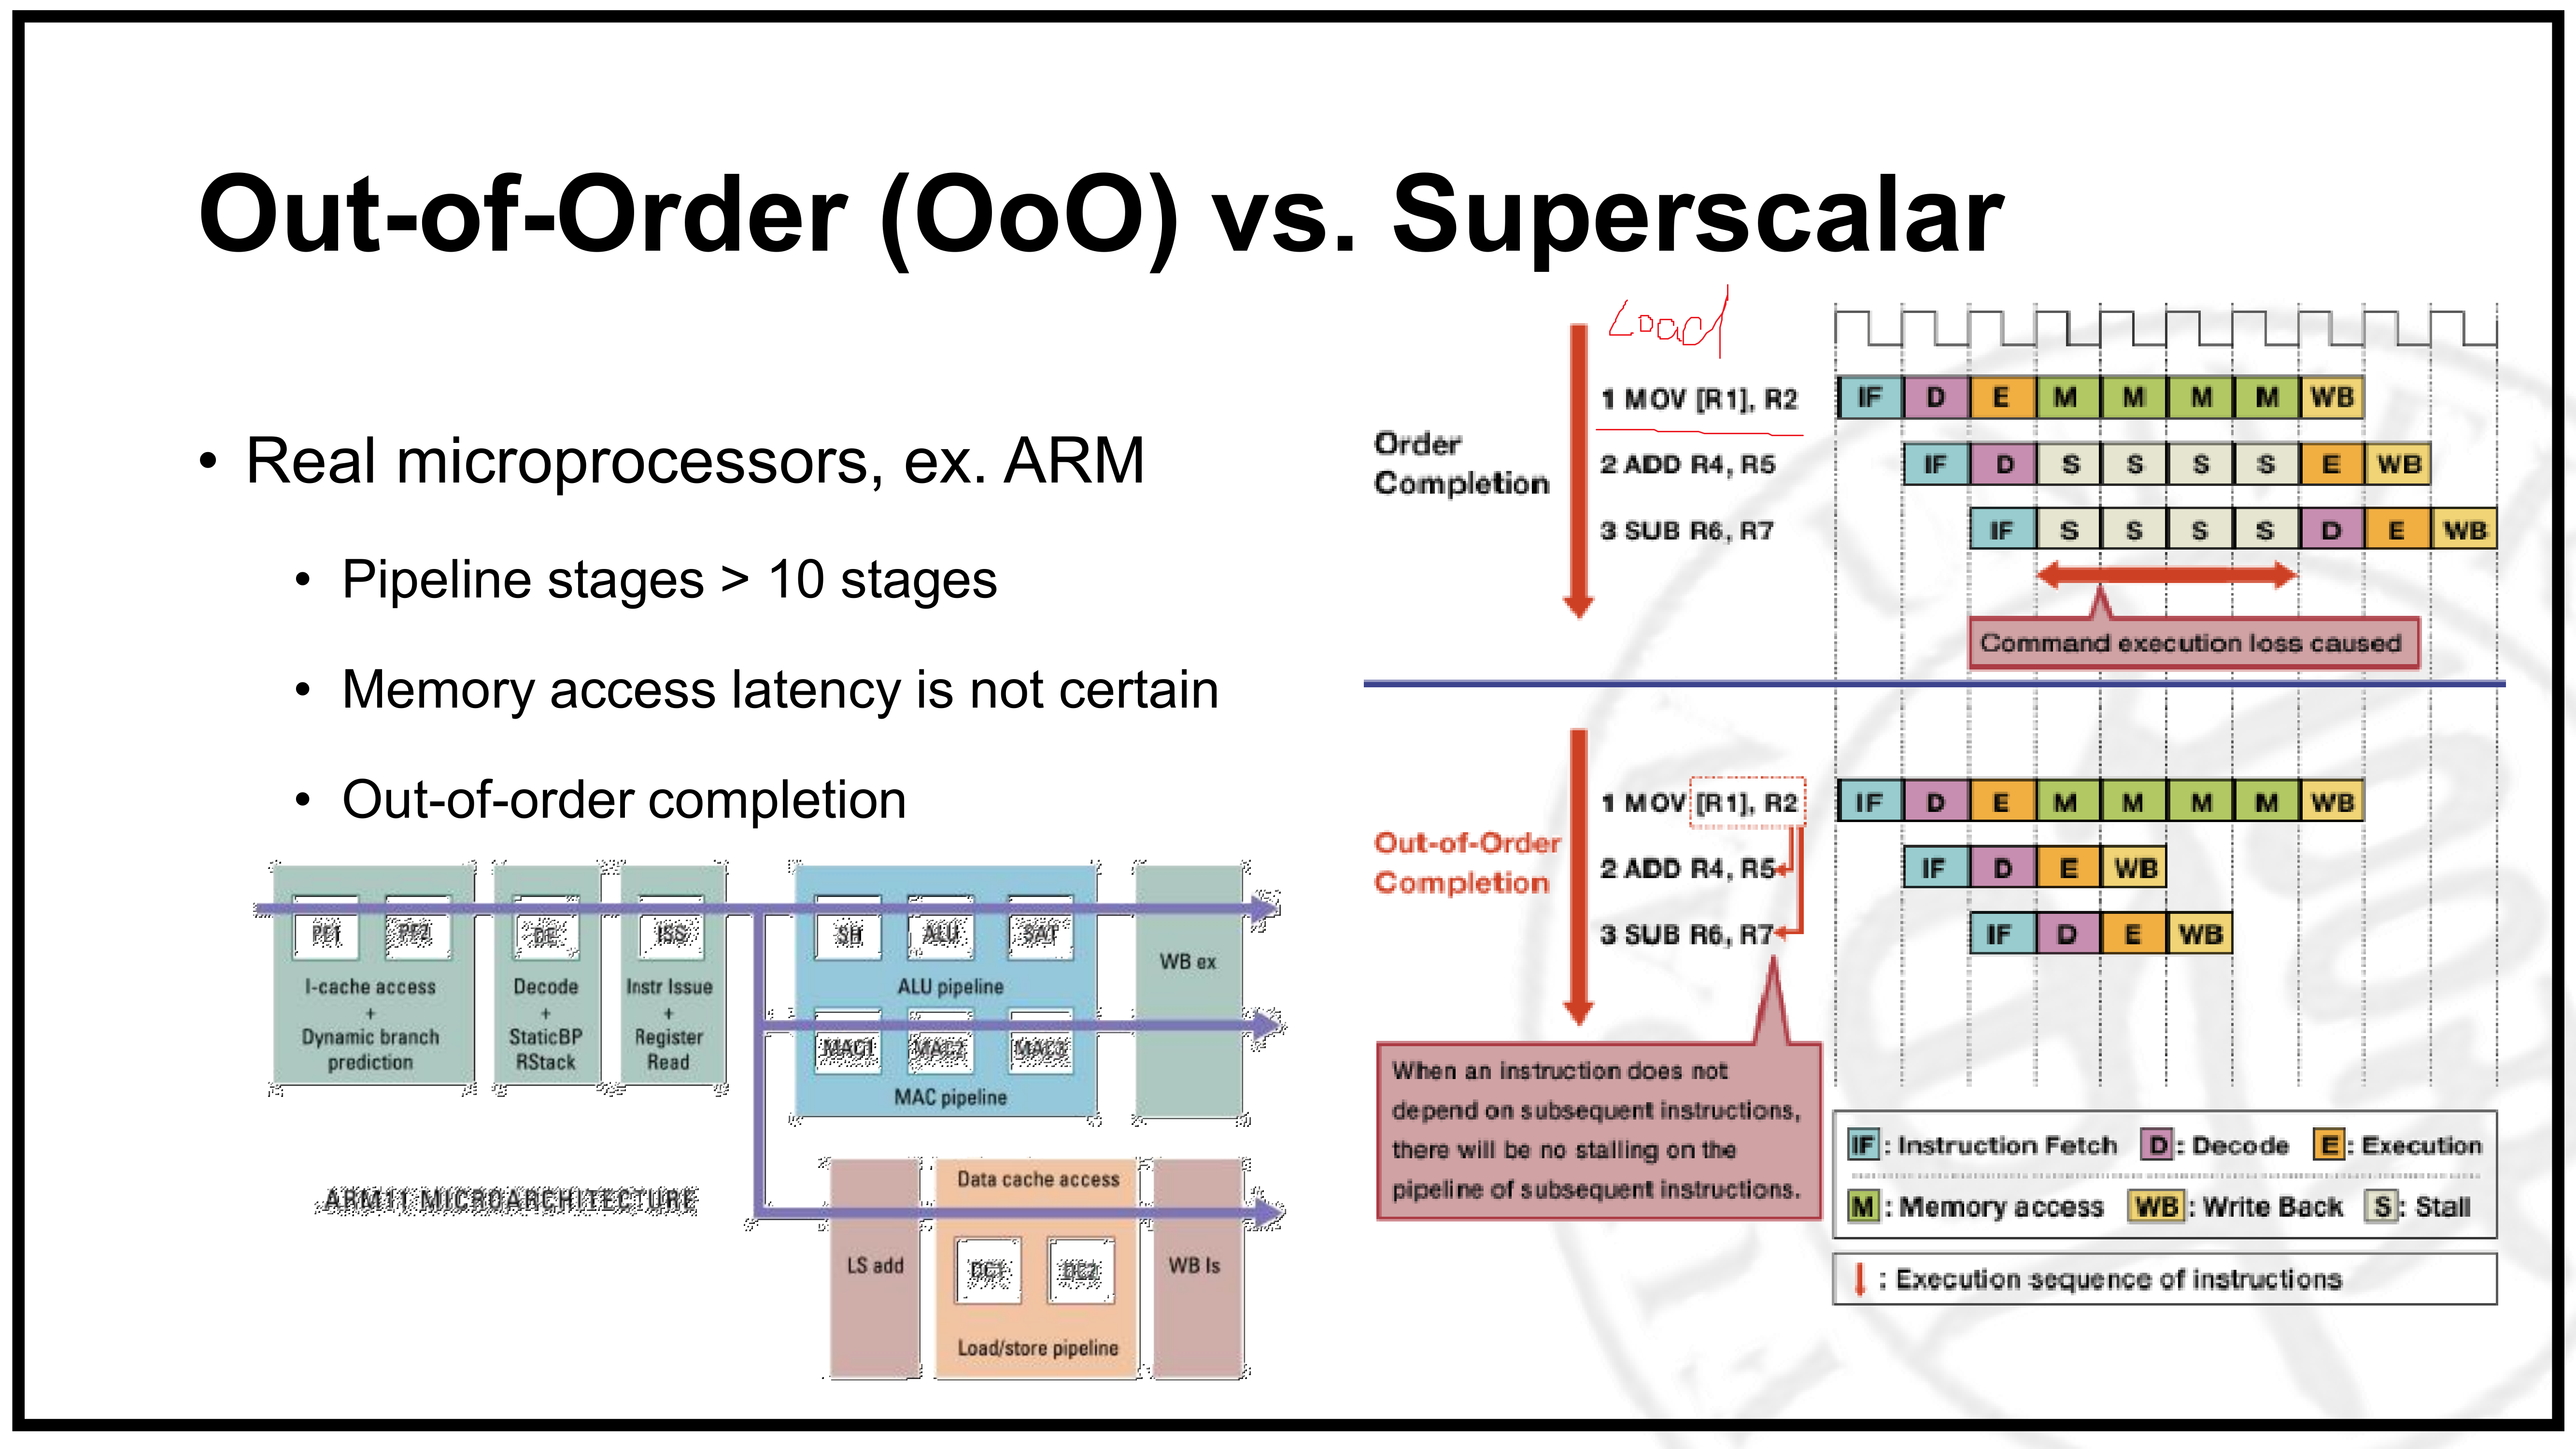 Out-of-Order (OoO) vs. Superscalar
• Real microprocessors, ex. ARM
• Pipeline stages > 10 stages
• Memory access latency is not certain
• Out-of-order completion
PF1 PF2 DE ISS SH ALU SAT
I-cache access
+
Dynamic branch
prediction
Decode
+
StaticBP
RStack
Instr Issue
+
Register
Read
ALU pipeline
MAC1 MAC2 MAC3
MAC pipeline
WB ex
ARM11 MICROARCHITECTURE
LS add
Data cache access
DC1 DC2
Load/store pipeline
WB ls
Load
Order
Completion
1 MOV [R1], R2 IF D E M M M M WB
2 ADD R4, R5 IF D S S S S E WB
3 SUB R6, R7 IF S S S S D E WB
Command execution loss caused
Out-of-Order
Completion
1 MOV [R1], R2 IF D E M M M M WB
2 ADD R4, R5 IF D E WB
3 SUB R6, R7 IF D E WB
When an instruction does not
depend on subsequent instructions,
there will be no stalling on the
pipeline of subsequent instructions.
IF : Instruction Fetch D : Decode E : Execution
M : Memory access WB : Write Back S : Stall
: Execution sequence of instructions